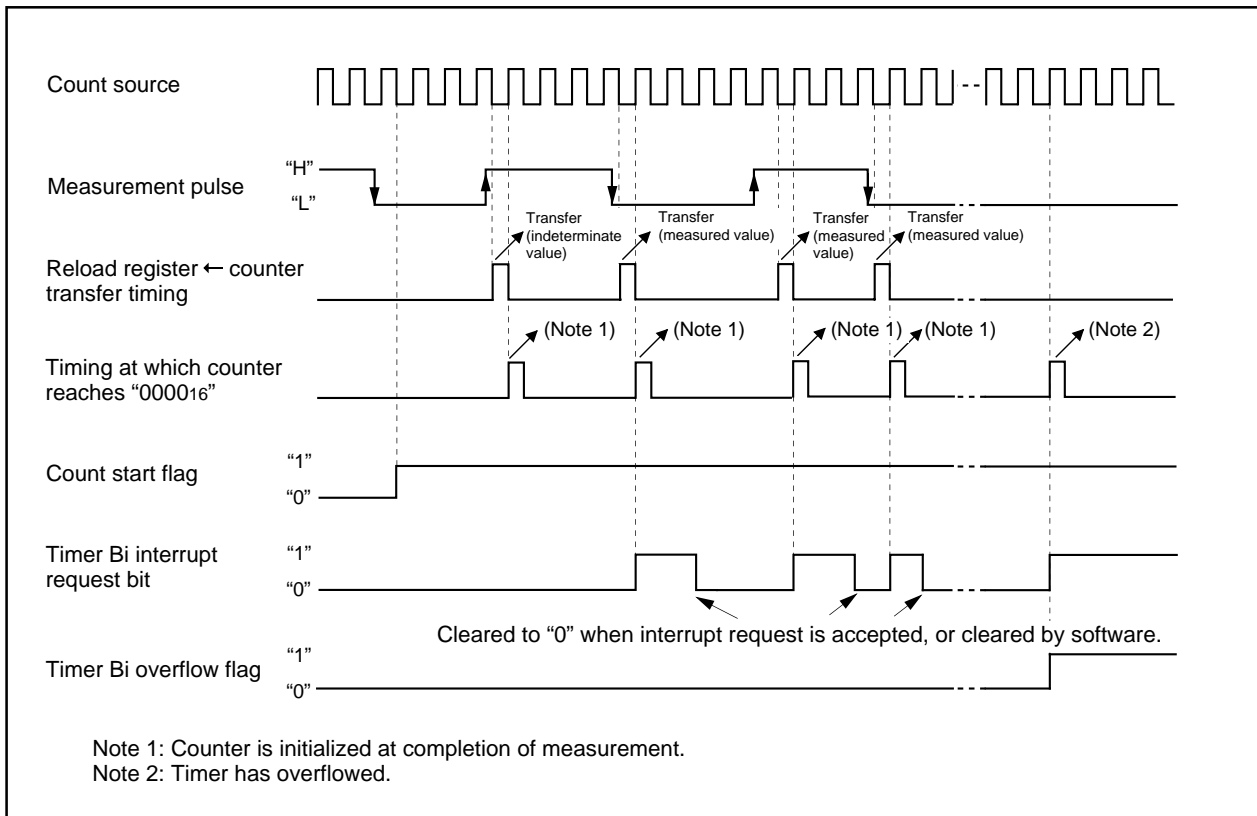 Count source
Measurement pulse
“H”
“L”
Transfer
(indeterminate
value)
Transfer
(measured value)
Transfer
(measured
value)
Transfer
(measured value)
Reload register ← counter
transfer timing
(Note 1)
(Note 1)
(Note 1)
(Note 1)
(Note 2)
Timing at which counter
reaches “000016”
Count start flag
“1”
“0”
Timer Bi interrupt
request bit
“1”
“0”
Cleared to “0” when interrupt request is accepted, or cleared by software.
Timer Bi overflow flag
“1”
“0”
Note 1: Counter is initialized at completion of measurement.
Note 2: Timer has overflowed.